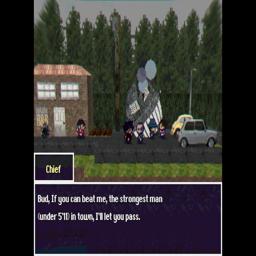 Chief
Bud, If you can beat me, the strongest man
(under 5'11) in town, I'll let you pass.